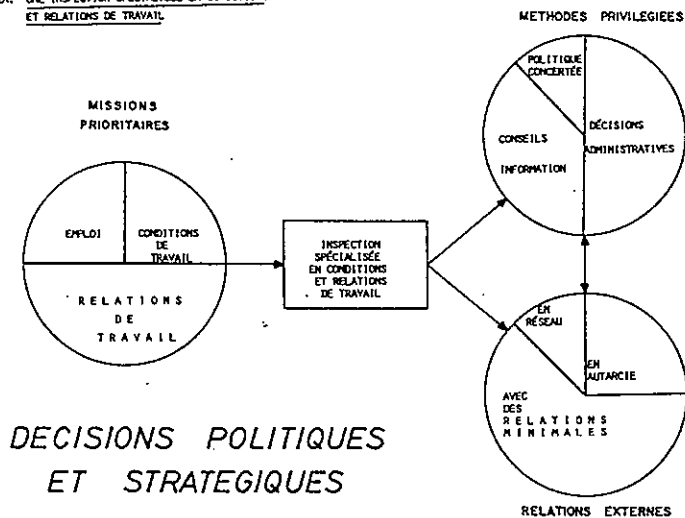 ET RELATIONS DE TRAVAIL
METHODES PRIVILEGIEES
MISSIONS
PRIORITAIRES
POLITIQUE
CONCERTÉE
DÉCISIONS
ADMINISTRATIVES
CONSEILS
INFORMATION
EMPLOI
CONDITIONS
DE
TRAVAIL
RELATIONS
DE
TRAVAIL
INSPECTION
SPÉCIALISÉE
EN CONDITIONS
ET RELATIONS
DE TRAVAIL
EN
RÉSEAU
EN
AUTARCIE
AVEC
DES
RELATIONS
MINIMALES
DECISIONS POLITIQUES
ET STRATEGIQUES
RELATIONS EXTERNES